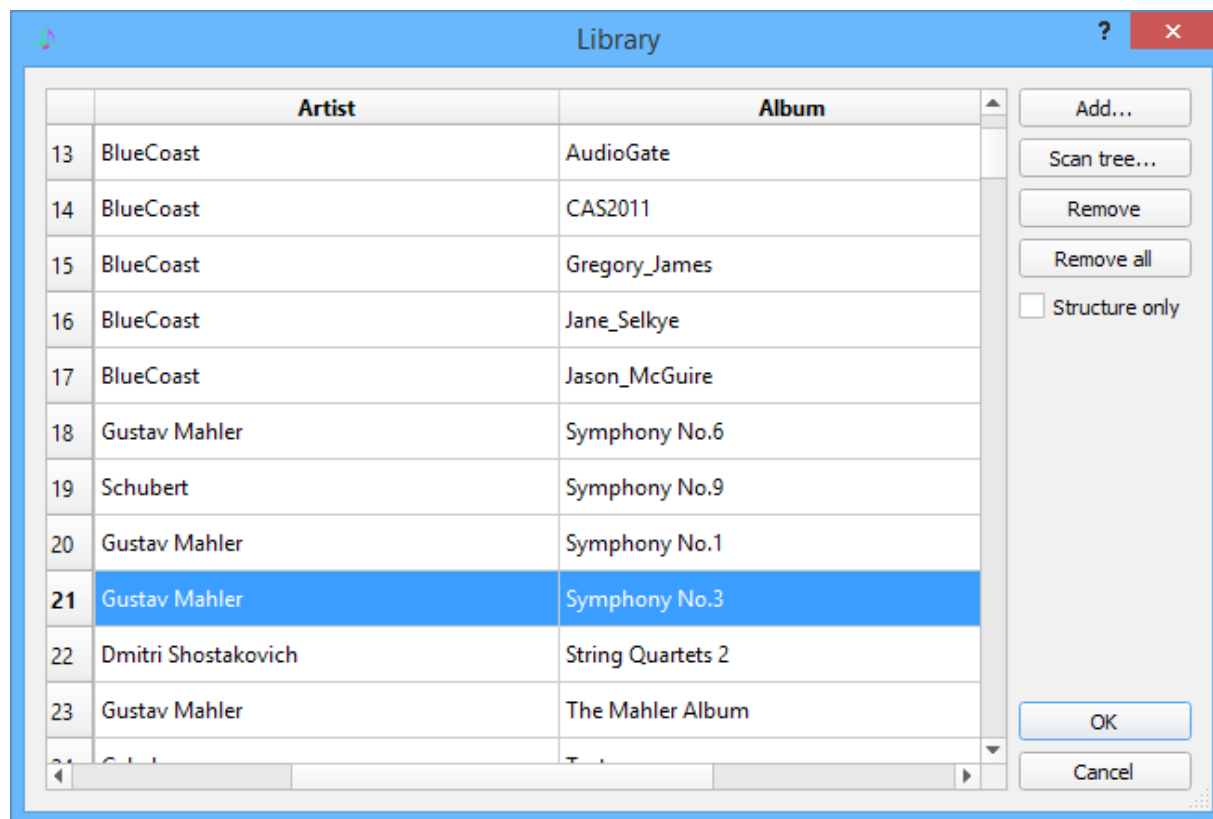 Library ?
Artist Album Add...
13 BlueCoast AudioGate
Scan tree...
14 BlueCoast CAS2011 Remove
15 BlueCoast Gregory_James Remove all
16 BlueCoast Jane_Selkye Structure only
17 BlueCoast Jason_McGuire
18 Gustav Mahler Symphony No.6
19 Schubert Symphony No.9
20 Gustav Mahler Symphony No.1
21 Gustav Mahler Symphony No.3
22 Dmitri Shostakovich String Quartets 2
23 Gustav Mahler The Mahler Album OK
Cancel